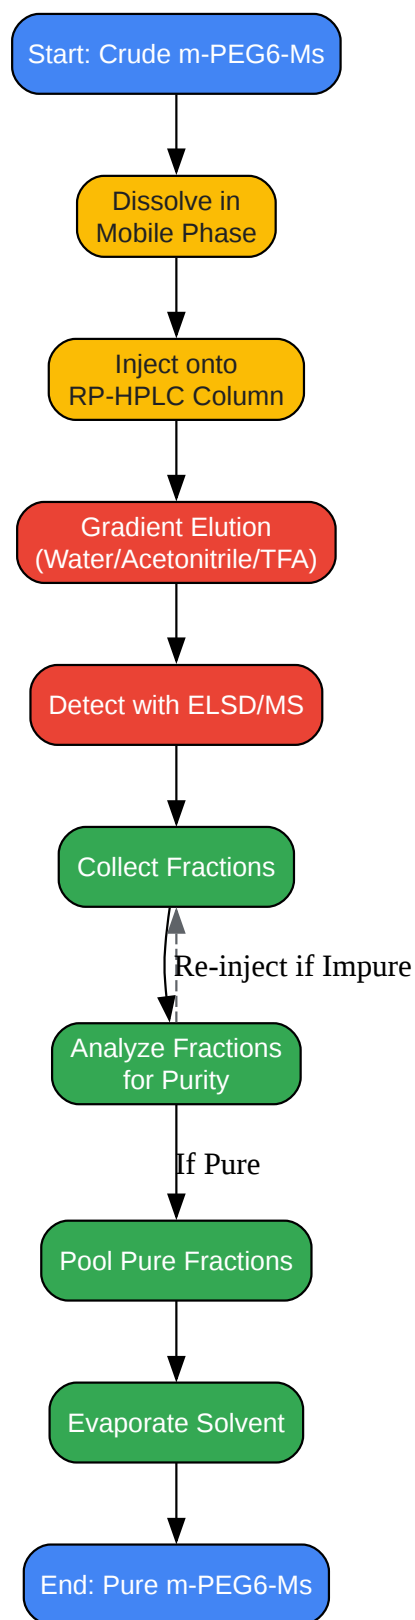 Start: Crude m-PEG6-Ms
Dissolve in
Mobile Phase
Inject onto
RP-HPLC Column
Gradient Elution
(Water/Acetonitrile/TFA)
Detect with ELSD/MS
Collect Fractions
Re-inject if Impure
Analyze Fractions
for Purity
If Pure
Pool Pure Fractions
Evaporate Solvent
End: Pure m-PEG6-Ms